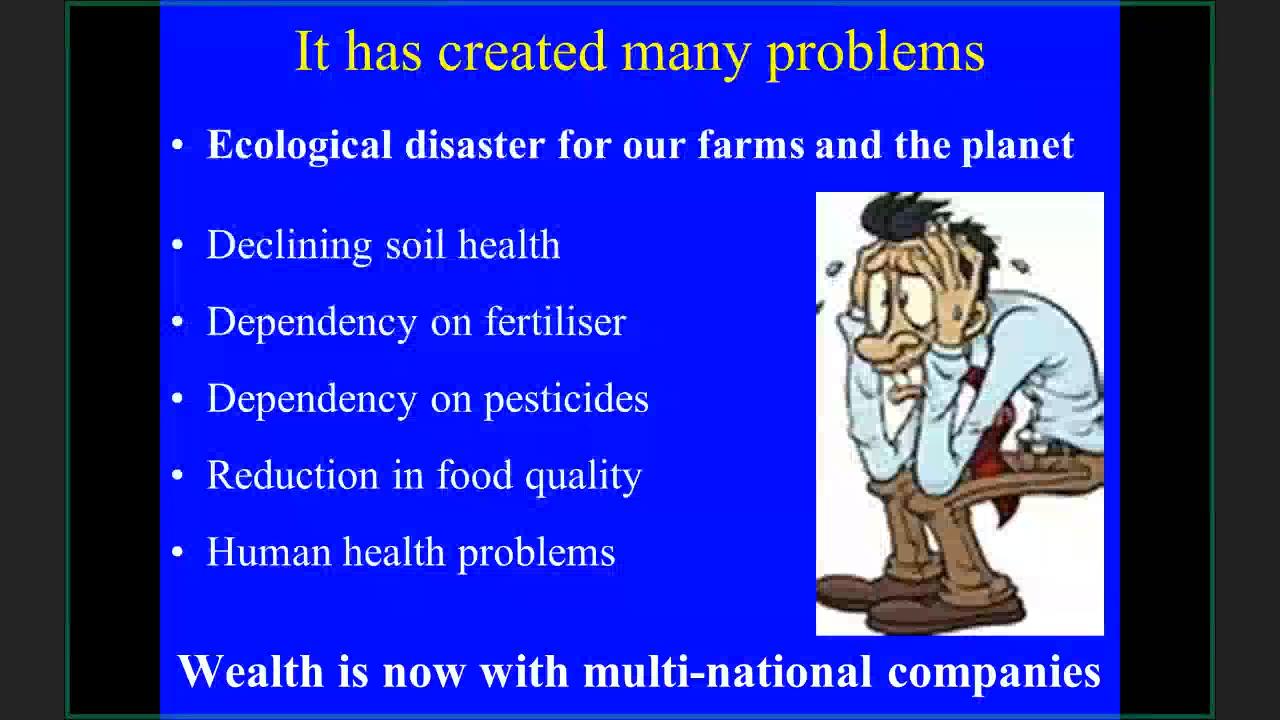 It has created many problems
• Ecological disaster for our farms and the planet
• Declining soil health
• Dependency on fertiliser
• Dependency on pesticides
• Reduction in food quality
• Human health problems
Wealth is now with multi-national companies